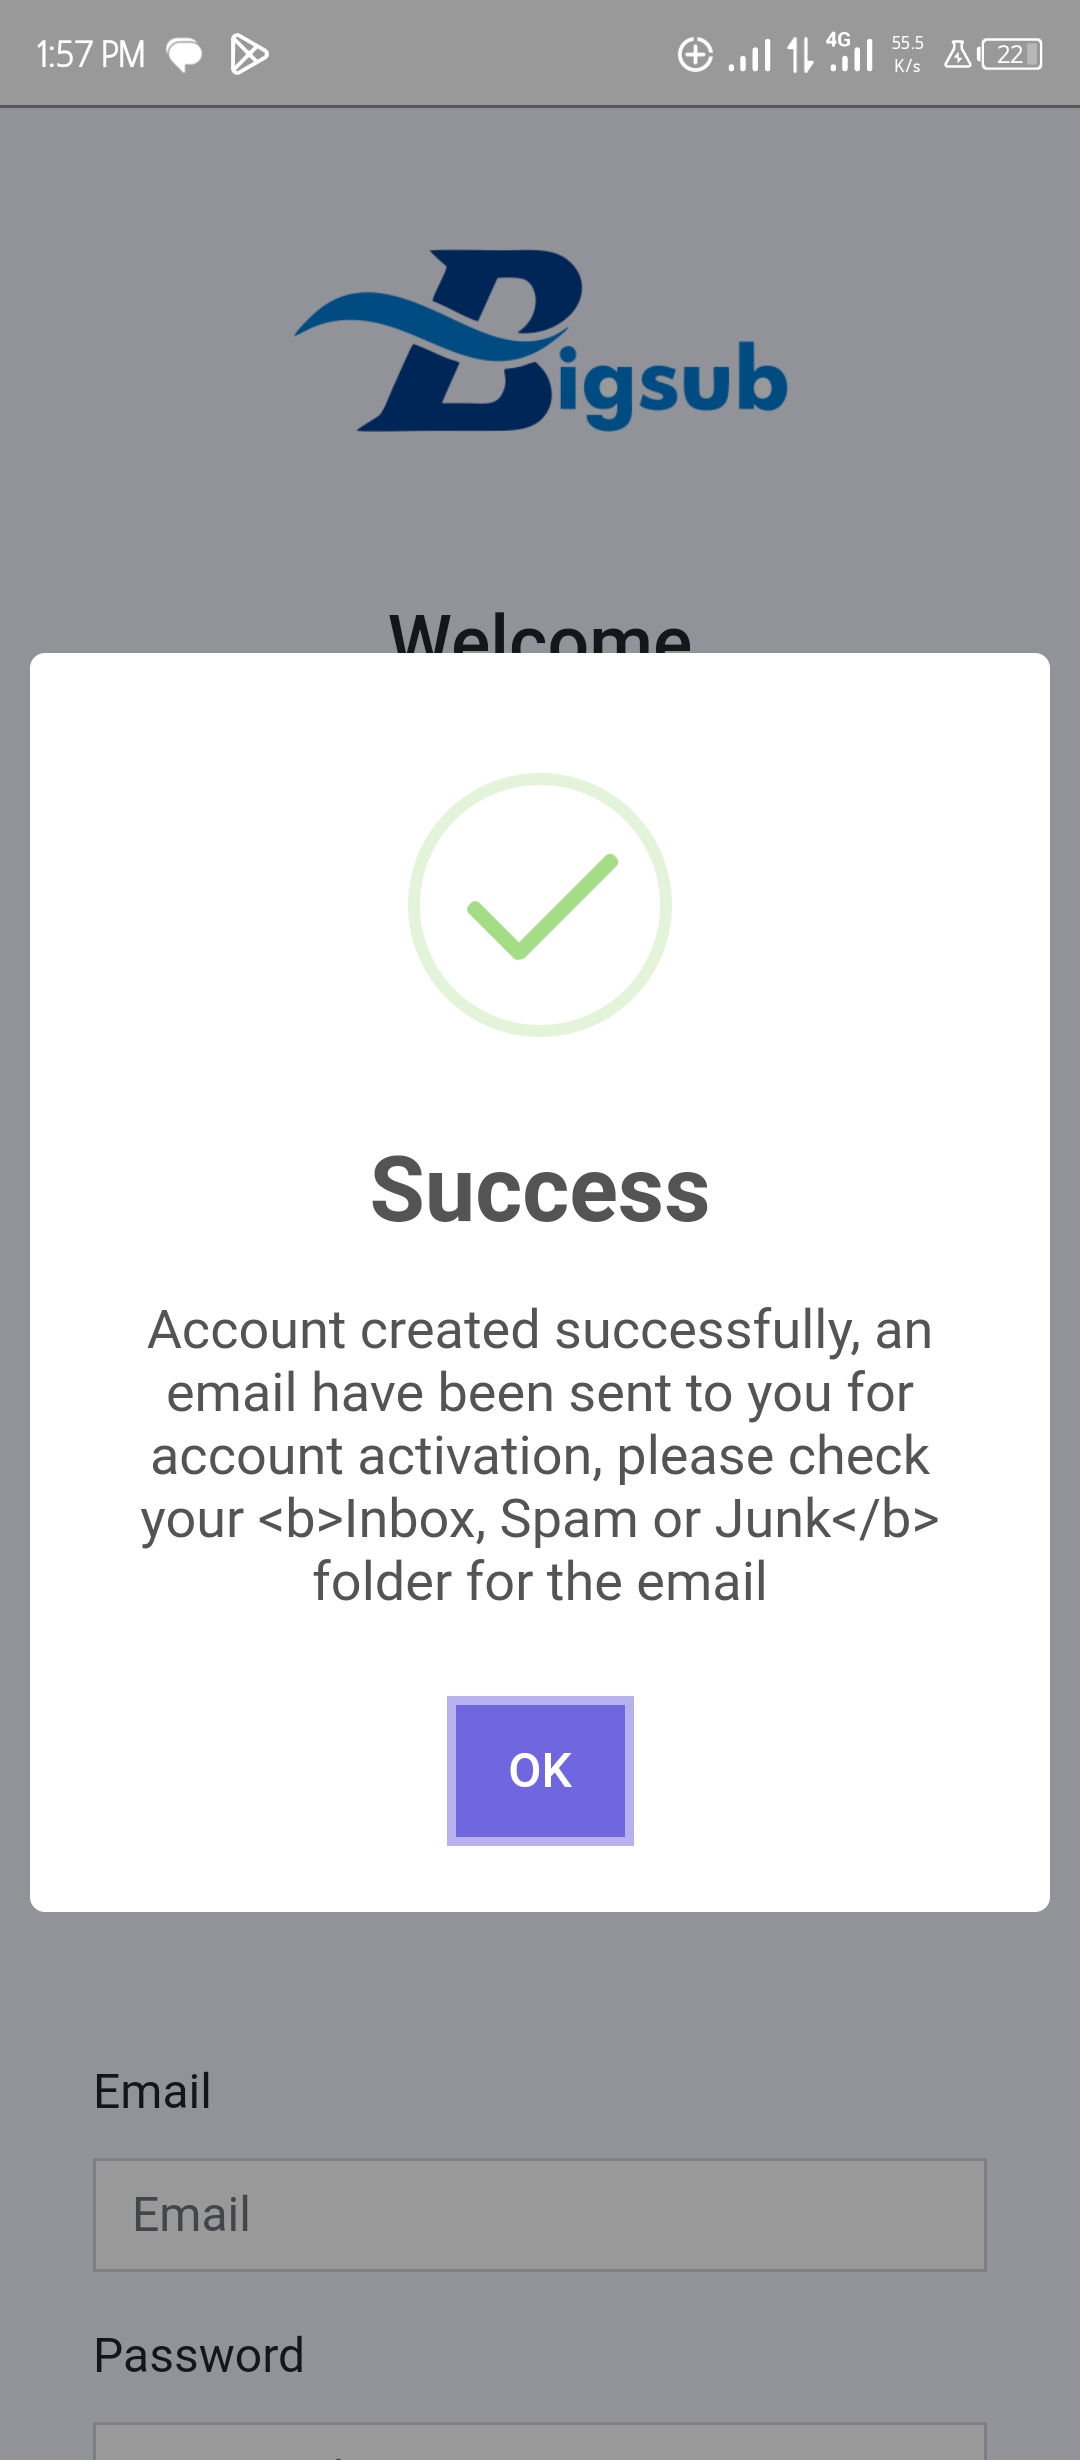 1:57 PM
4G
55.5
K/s
22
Bigsub
Welcome
Success
Account created successfully, an
email have been sent to you for
account activation, please check
your <b>Inbox, Spam or Junk</b>
folder for the email
OK
Email
Email
Password